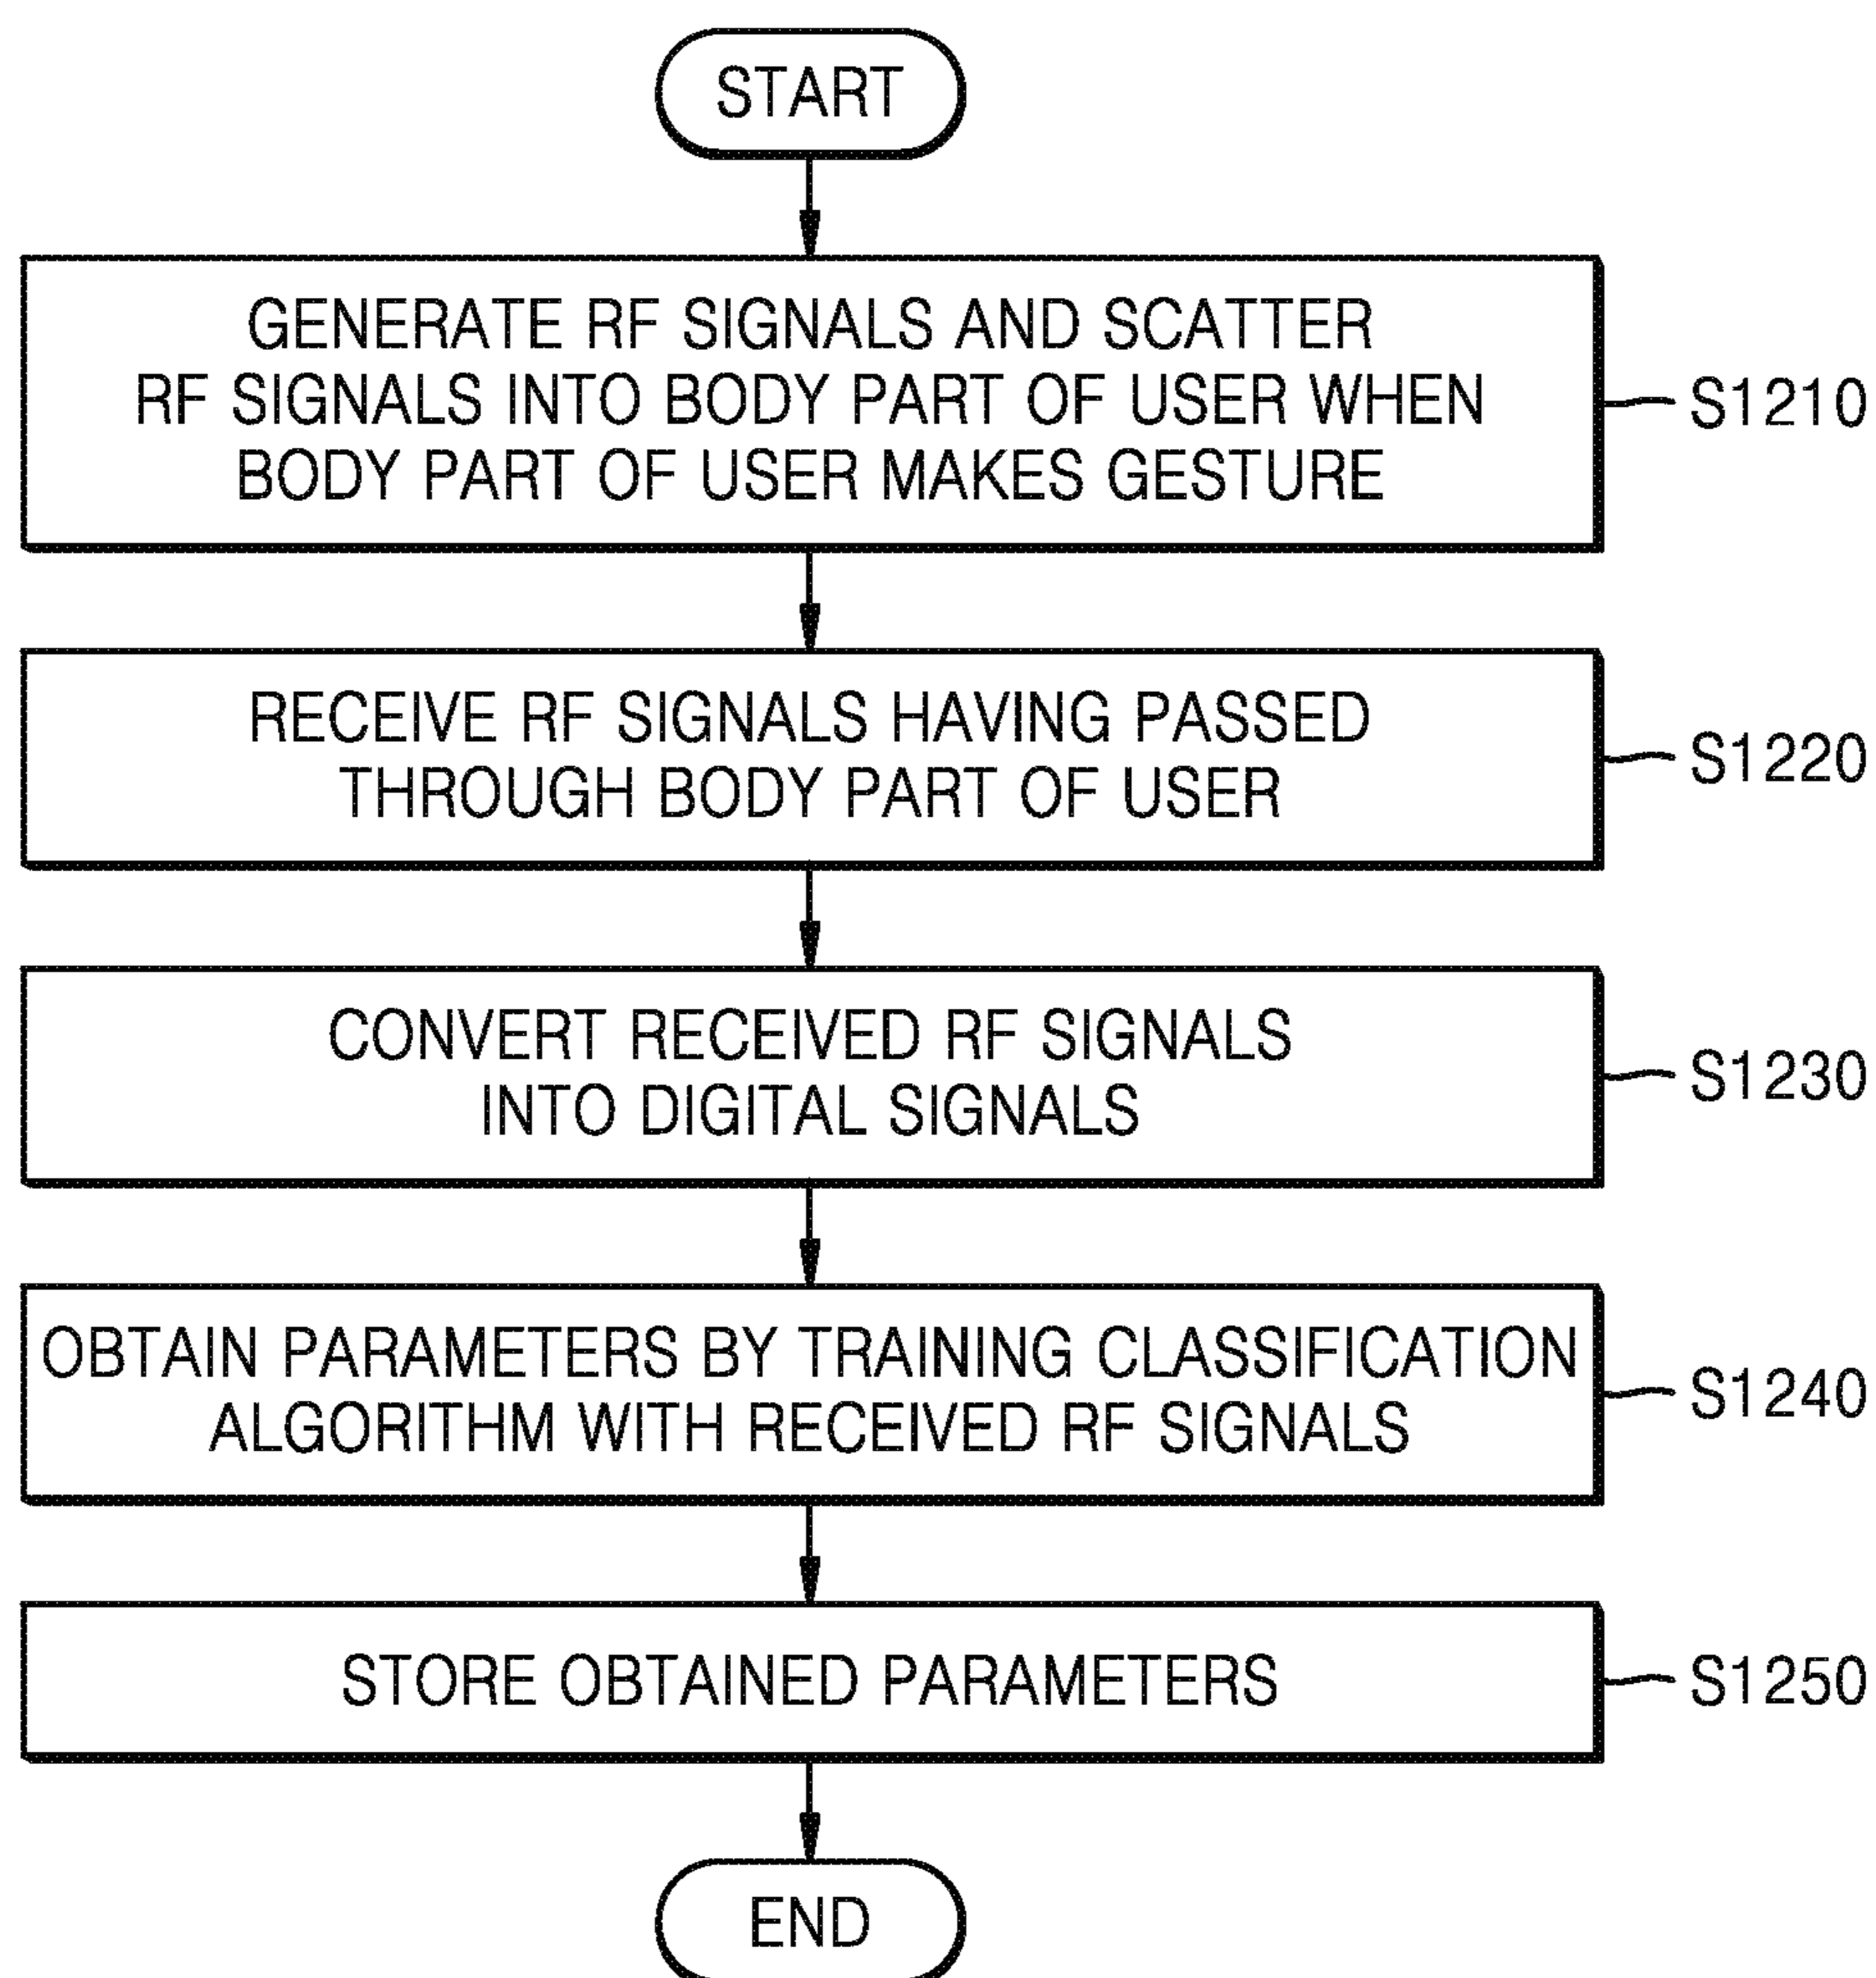 START
GENERATE RF SIGNALS AND SCATTER
RF SIGNALS INTO BODY PART OF USER WHEN
BODY PART OF USER MAKES GESTURE
S1210
RECEIVE RF SIGNALS HAVING PASSED
THROUGH BODY PART OF USER
S1220
CONVERT RECEIVED RF SIGNALS
INTO DIGITAL SIGNALS
S1230
OBTAIN PARAMETERS BY TRAINING CLASSIFICATION
ALGORITHM WITH RECEIVED RF SIGNALS
S1240
STORE OBTAINED PARAMETERS
S1250
END